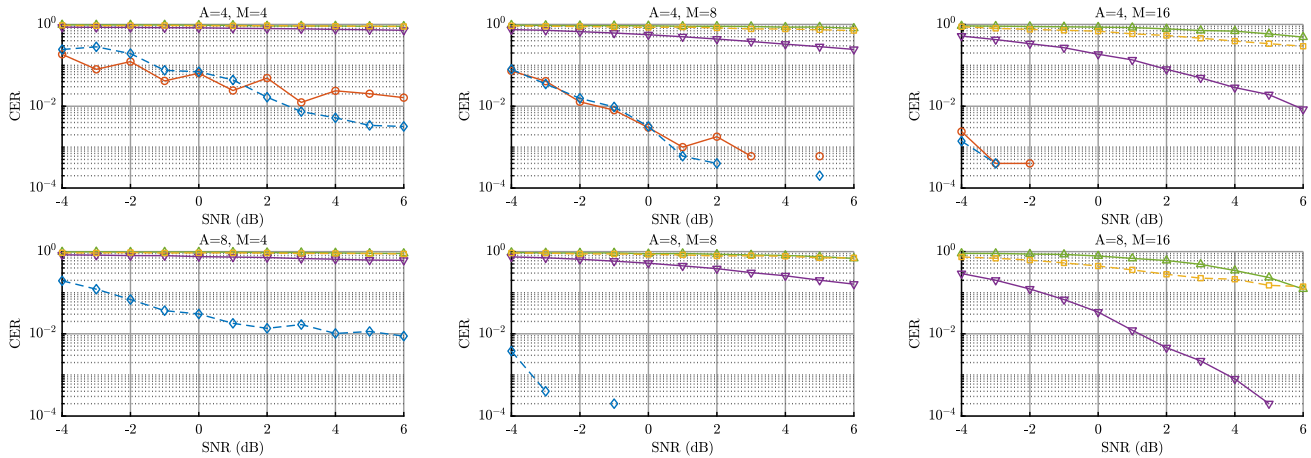 A=4, M=4
CER
10^0
10^-2
10^-4
-4 -2 0 2 4 6
SNR (dB)
A=4, M=8
CER
10^0
10^-2
10^-4
-4 -2 0 2 4 6
SNR (dB)
A=4, M=16
CER
10^0
10^-2
10^-4
-4 -2 0 2 4 6
SNR (dB)
A=8, M=4
CER
10^0
10^-2
10^-4
-4 -2 0 2 4 6
SNR (dB)
A=8, M=8
CER
10^0
10^-2
10^-4
-4 -2 0 2 4 6
SNR (dB)
A=8, M=16
CER
10^0
10^-2
10^-4
-4 -2 0 2 4 6
SNR (dB)